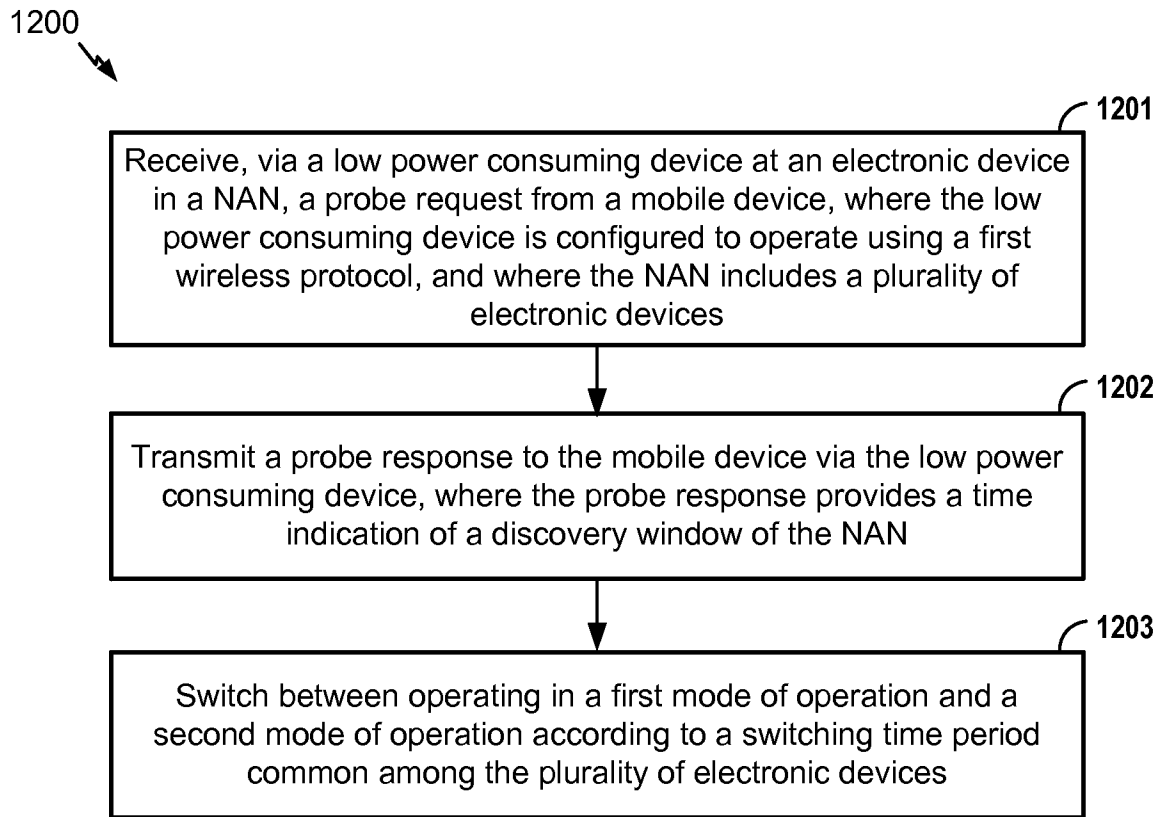 1200
1201
Receive, via a low power consuming device at an electronic device
in a NAN, a probe request from a mobile device, where the low
power consuming device is configured to operate using a first
wireless protocol, and where the NAN includes a plurality of
electronic devices
1202
Transmit a probe response to the mobile device via the low power
consuming device, where the probe response provides a time
indication of a discovery window of the NAN
1203
Switch between operating in a first mode of operation and a
second mode of operation according to a switching time period
common among the plurality of electronic devices